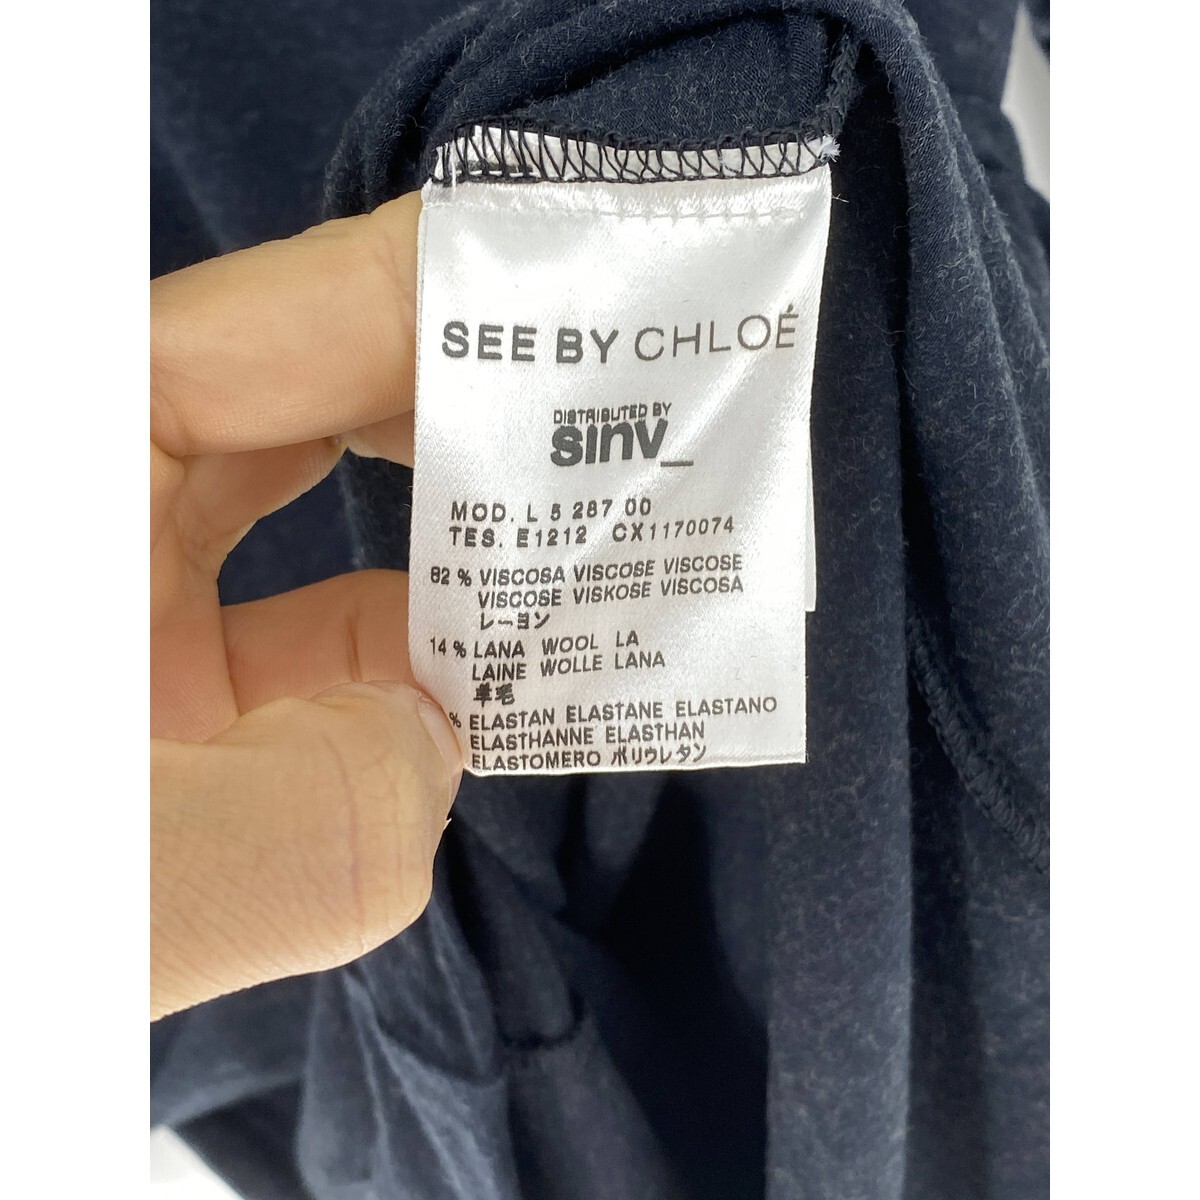 SEE BY CHLOÉ
DISTRIBUTED BY
sinv_
MOD. L 5 287 00
TES. E1212 CX1170074
82 % VISCOSA VISCOSE VISCOSE
VISCOSE VISKOSE VISCOSA
レーヨン
14 % LANA WOOL LA
LAINE WOLLE LANA
羊毛
% ELASTAN ELASTANE ELASTANO
ELASTHANNE ELASTHAN
ELASTOMERO ポリウレタン